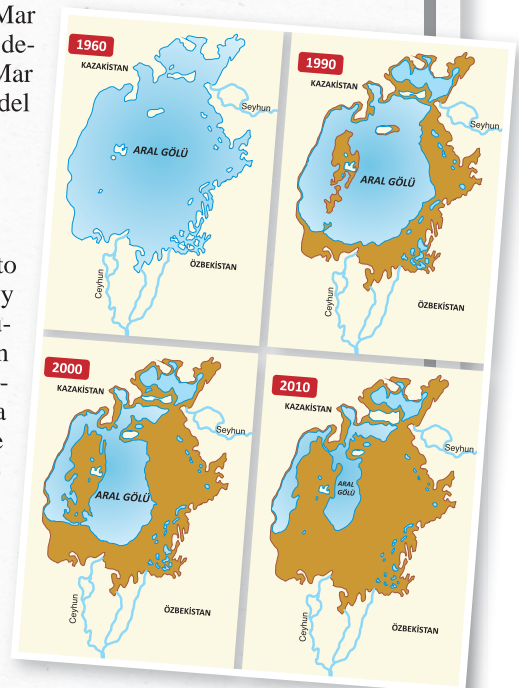 Mar
de-
Mar
del
to
y
-
a
e
1960
KAZAKİSTAN
Seyhun
ARAL GÖLÜ
ÖZBEKİSTAN
Ceyhun
1990
KAZAKİSTAN
Seyhun
ARAL GÖLÜ
ÖZBEKİSTAN
Ceyhun
2000
KAZAKİSTAN
Seyhun
ARAL GÖLÜ
Ceyhun
ÖZBEKİSTAN
2010
KAZAKİSTAN
Seyhun
ARAL
GÖLÜ
Ceyhun
ÖZBEKİSTAN